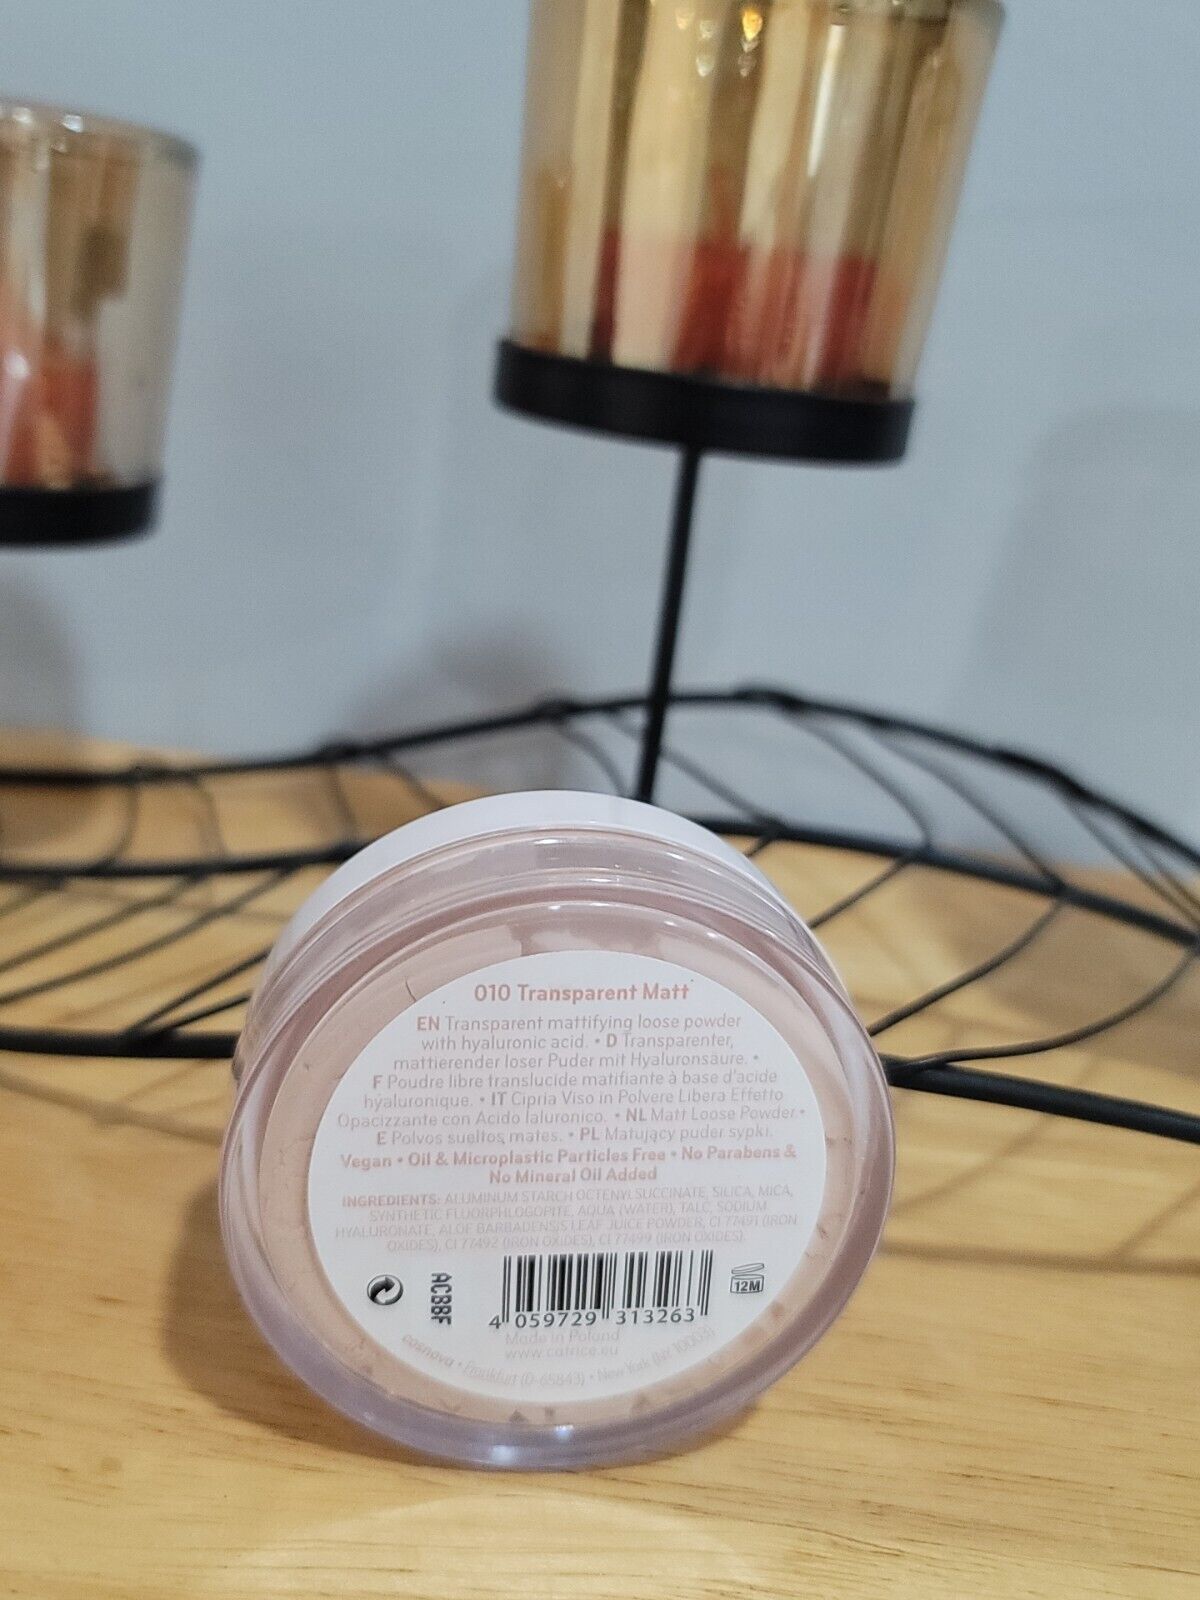 010 Transparent Matt
EN Transparent mattifying loose powder
with hyaluronic acid. • D Transparenter,
mattierender loser Puder mit Hyaluronsäure. •
F Poudre libre translucide matifiante à base d'acide
hyaluronique. • IT Cipria Viso in Polvere Libera Effetto
Opacizzante con Acido Ialuronico. • NL Matt Loose Powder •
E Polvos sueltos mates. • PL Matujący puder sypki.
Vegan • Oil & Microplastic Particles Free • No Parabens &
No Mineral Oil Added
INGREDIENTS: ALUMINUM STARCH OCTENYLSUCCINATE, SILICA, MICA,
SYNTHETIC FLUORPHLOGOPITE, AQUA (WATER), TALC, SODIUM
HYALURONATE, ALOE BARBADENSIS LEAF JUICE POWDER, CI 77491 (IRON
OXIDES), CI 77492 (IRON OXIDES), CI 77499 (IRON OXIDES).
ACBBF
12M
4 059729 313263
Made in Poland
www.catrice.eu
cosnova • Frankfurt (D-65843) • New York (NY 10003)